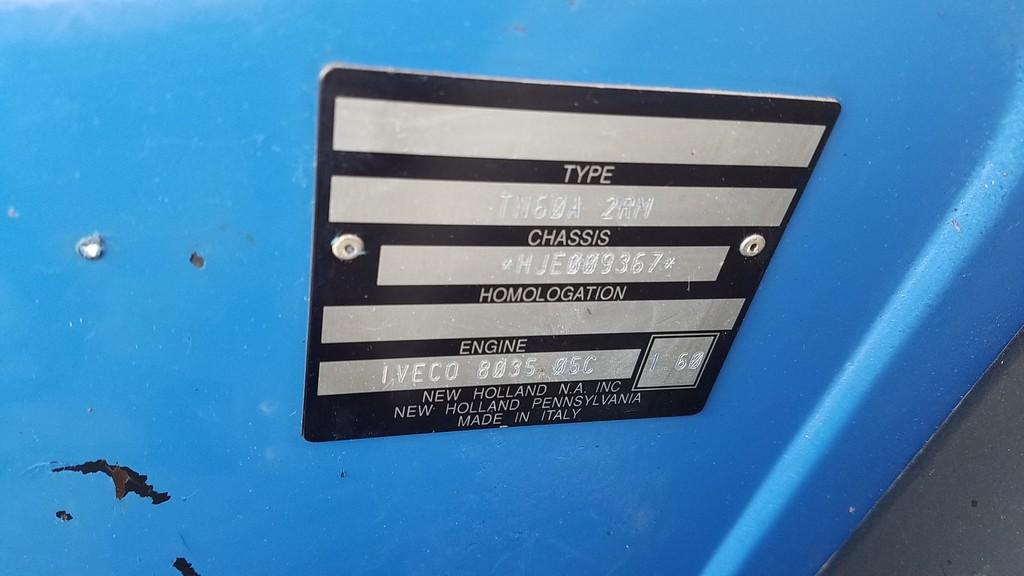 TYPE
TN60A 2RM
CHASSIS
*HJE009367*
HOMOLOGATION
ENGINE
IVECO 8035.05C
1 60
NEW HOLLAND N.A. INC
NEW HOLLAND PENNSYLVANIA
MADE IN ITALY